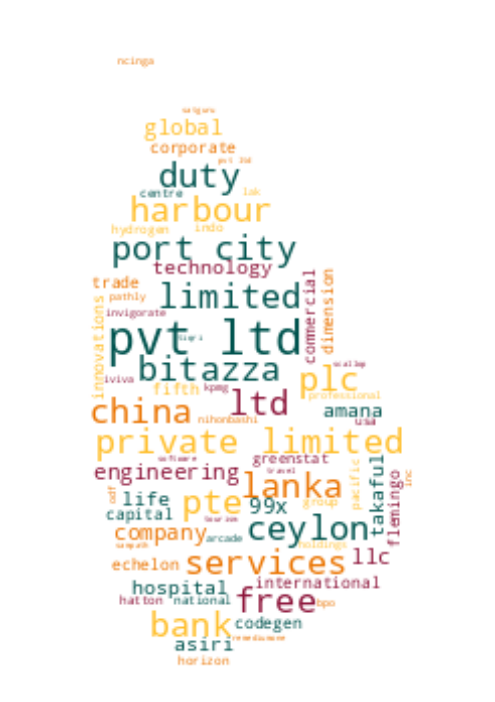 ncinga
satguru
global
corporate
pvt ltd
duty
centre
lak
harbour
hydrogen
indo
port city
technology
trade
limited
commercial
dimension
pathly
innovations
invigorate
pvt ltd
bitazza
iviva
fifth
kpmg
plc
professional
china
ltd
amana
nihonbashi
usa
private limited
software
greenstat
engineering
travel
lanka
pacific
takaful
flemingo
inc
life
pte
99x
group
capital
tourism
ceylon
company
arcade
holdings
sampath
echelon
services
llc
hospital
international
hatton
national
free
bpo
bank
codegen
asiri
horizon